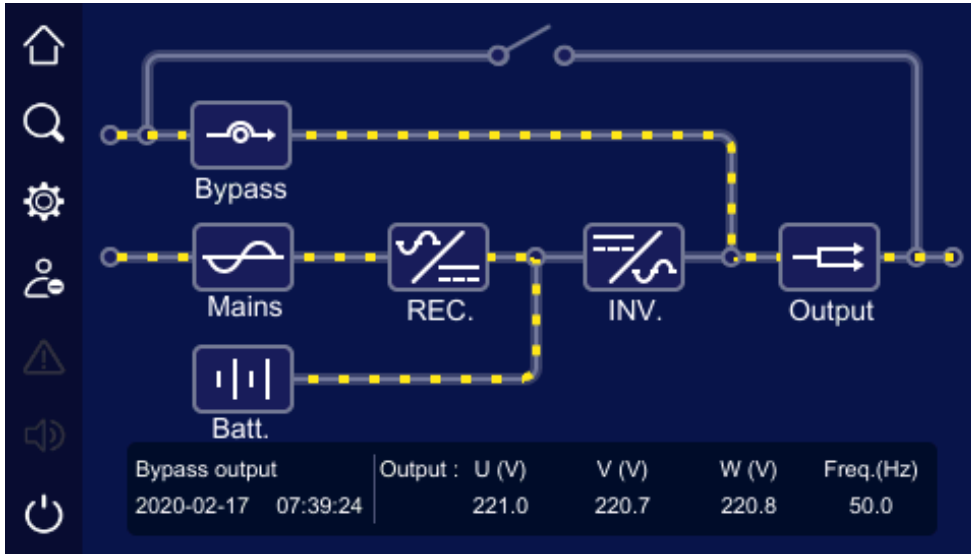 Bypass
Mains
REC.
INV.
Output
Batt.
Bypass output
Output : U (V) V (V) W (V) Freq.(Hz)
2020-02-17 07:39:24
221.0 220.7 220.8 50.0